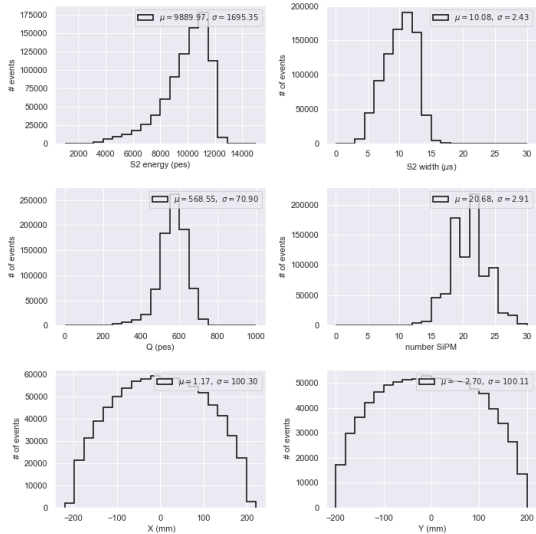 μ = 9889.97, σ = 1695.35
# of events
175000
150000
125000
100000
75000
50000
25000
0
2000 4000 6000 8000 10000 12000 14000
S2 energy (pes)
μ = 10.08, σ = 2.43
# of events
200000
150000
100000
50000
0
0 5 10 15 20 25 30
S2 width (μs)
μ = 568.55, σ = 70.90
# of events
250000
200000
150000
100000
50000
0
0 200 400 600 800 1000
Q (pes)
μ = 20.68, σ = 2.91
# of events
200000
150000
100000
50000
0
0 5 10 15 20 25 30
number SiPM
μ = 1.17, σ = 100.30
# of events
60000
50000
40000
30000
20000
10000
0
−200 −100 0 100 200
X (mm)
μ = −2.70, σ = 100.11
# of events
50000
40000
30000
20000
10000
0
−200 −100 0 100 200
Y (mm)